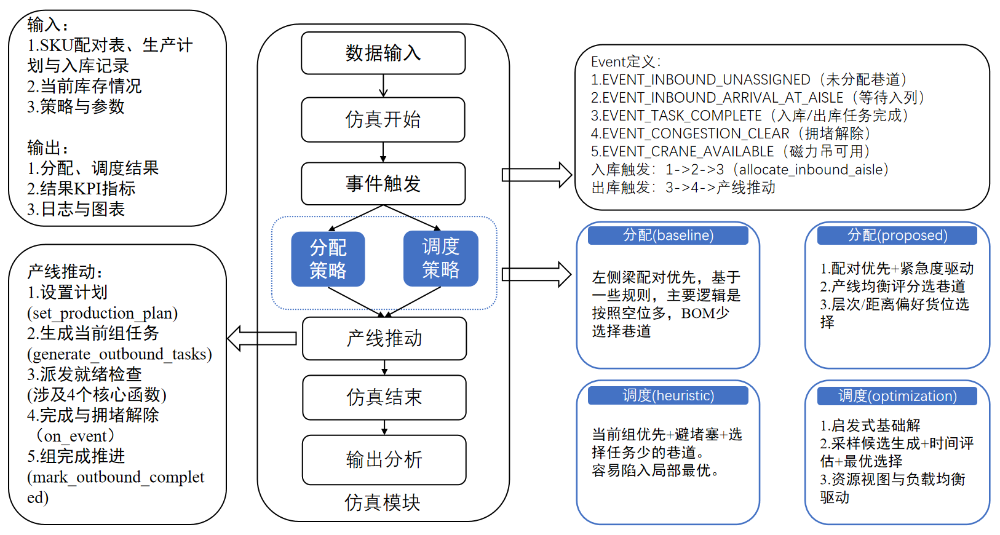 输入：
1.SKU配对表、生产计
划与入库记录
2.当前库存情况
3.策略与参数
输出：
1.分配、调度结果
2.结果KPI指标
3.日志与图表
产线推动：
1.设置计划
(set_production_plan)
2.生成当前组任务
(generate_outbound_tasks)
3.派发就绪检查
(涉及4个核心函数)
4.完成与拥堵解除
（on_event）
5.组完成推进
(mark_outbound_complet
ed)
数据输入
仿真开始
事件触发
分配
策略
调度
策略
产线推动
仿真结束
输出分析
仿真模块
Event定义：
1.EVENT_INBOUND_UNASSIGNED（未分配巷道）
2.EVENT_INBOUND_ARRIVAL_AT_AISLE（等待入列）
3.EVENT_TASK_COMPLETE（入库/出库任务完成）
4.EVENT_CONGESTION_CLEAR（拥堵解除）
5.EVENT_CRANE_AVAILABLE（磁力吊可用）
入库触发：1->2->3（allocate_inbound_aisle）
出库触发：3->4->产线推动
分配(baseline)
左侧梁配对优先，基于
一些规则，主要逻辑是
按照空位多，BOM少
选择巷道
分配(proposed)
1.配对优先+紧急度驱动
2.产线均衡评分选巷道
3.层次/距离偏好货位选
择
调度(heuristic)
当前组优先+避堵塞+选
择任务少的巷道。
容易陷入局部最优。
调度(optimization)
1.启发式基础解
2.采样候选生成+时间评
估+最优选择
3.资源视图与负载均衡
驱动